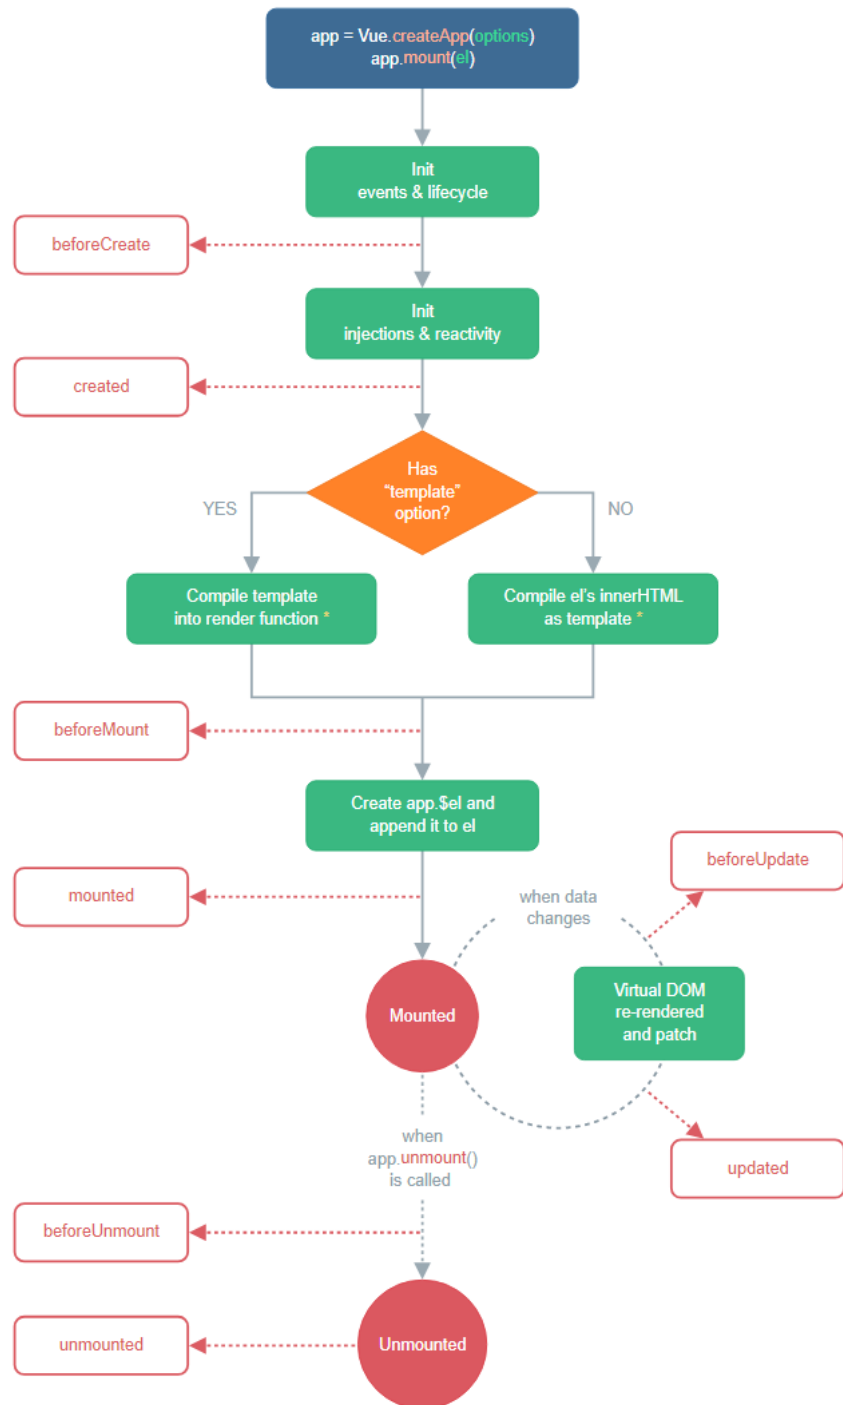 app = Vue.createApp(options)
app.mount(el)
Init
events & lifecycle
beforeCreate
Init
injections & reactivity
created
Has
“template”
option?
YES
NO
Compile template
into render function *
Compile el's innerHTML
as template *
beforeMount
Create app.$el and
append it to el
beforeUpdate
mounted
when data
changes
Virtual DOM
re-rendered
and patch
Mounted
when
app.unmount()
is called
updated
beforeUnmount
unmounted
Unmounted